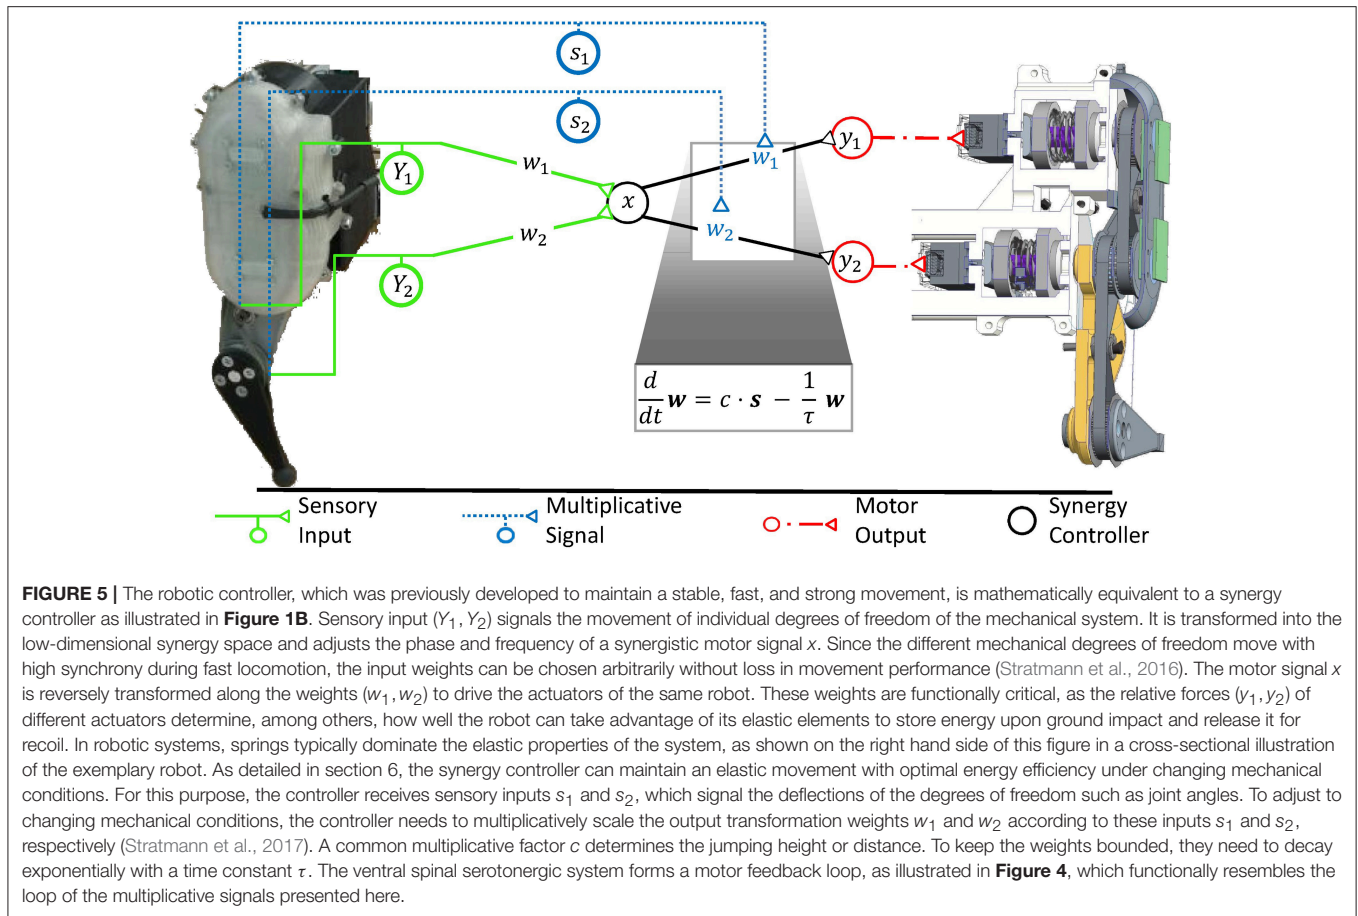 s1
s2
Y1
w1
w1
y1
x
w2
w2
Y2
y2
d/dt w = c · s − 1/τ w
Sensory Input
Multiplicative Signal
Motor Output
Synergy Controller
FIGURE 5 | The robotic controller, which was previously developed to maintain a stable, fast, and strong movement, is mathematically equivalent to a synergy
controller as illustrated in Figure 1B. Sensory input (Y1, Y2) signals the movement of individual degrees of freedom of the mechanical system. It is transformed into the
low-dimensional synergy space and adjusts the phase and frequency of a synergistic motor signal x. Since the different mechanical degrees of freedom move with
high synchrony during fast locomotion, the input weights can be chosen arbitrarily without loss in movement performance (Stratmann et al., 2016). The motor signal x
is reversely transformed along the weights (w1, w2) to drive the actuators of the same robot. These weights are functionally critical, as the relative forces (y1, y2) of
different actuators determine, among others, how well the robot can take advantage of its elastic elements to store energy upon ground impact and release it for
recoil. In robotic systems, springs typically dominate the elastic properties of the system, as shown on the right hand side of this figure in a cross-sectional illustration
of the exemplary robot. As detailed in section 6, the synergy controller can maintain an elastic movement with optimal energy efficiency under changing mechanical
conditions. For this purpose, the controller receives sensory inputs s1 and s2, which signal the deflections of the degrees of freedom such as joint angles. To adjust to
changing mechanical conditions, the controller needs to multiplicatively scale the output transformation weights w1 and w2 according to these inputs s1 and s2,
respectively (Stratmann et al., 2017). A common multiplicative factor c determines the jumping height or distance. To keep the weights bounded, they need to decay
exponentially with a time constant τ. The ventral spinal serotonergic system forms a motor feedback loop, as illustrated in Figure 4, which functionally resembles the
loop of the multiplicative signals presented here.